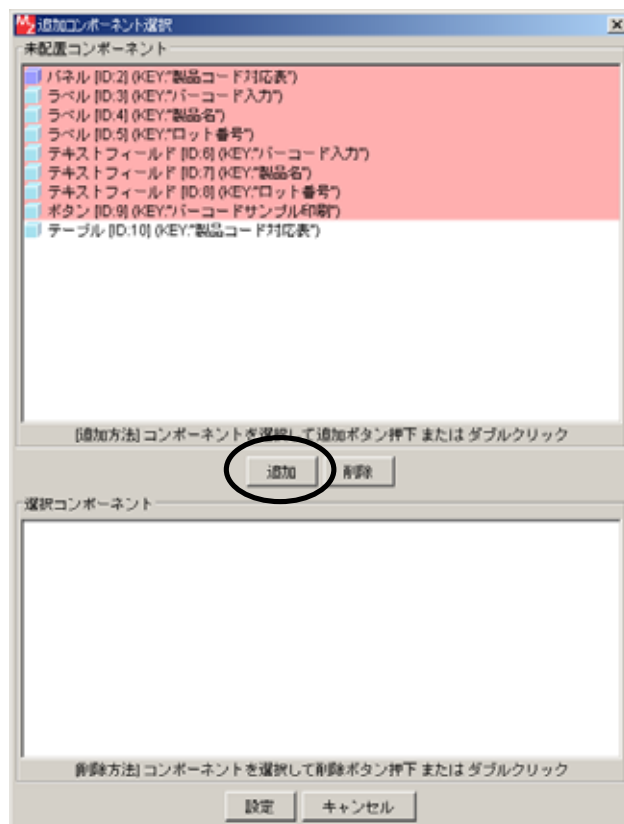 追加コンポーネント選択
未配置コンポーネント
パネル [ID:2] (KEY:"製品コード対応表")
ラベル [ID:3] (KEY:"バーコード入力")
ラベル [ID:4] (KEY:"製品名")
ラベル [ID:5] (KEY:"ロット番号")
テキストフィールド [ID:6] (KEY:"バーコード入力")
テキストフィールド [ID:7] (KEY:"製品名")
テキストフィールド [ID:8] (KEY:"ロット番号")
ボタン [ID:9] (KEY:"バーコードサンプル印刷")
テーブル [ID:10] (KEY:"製品コード対応表")
[追加方法] コンポーネントを選択して追加ボタン押下 または ダブルクリック
追加 削除
選択コンポーネント
[削除方法] コンポーネントを選択して削除ボタン押下 または ダブルクリック
設定 キャンセル